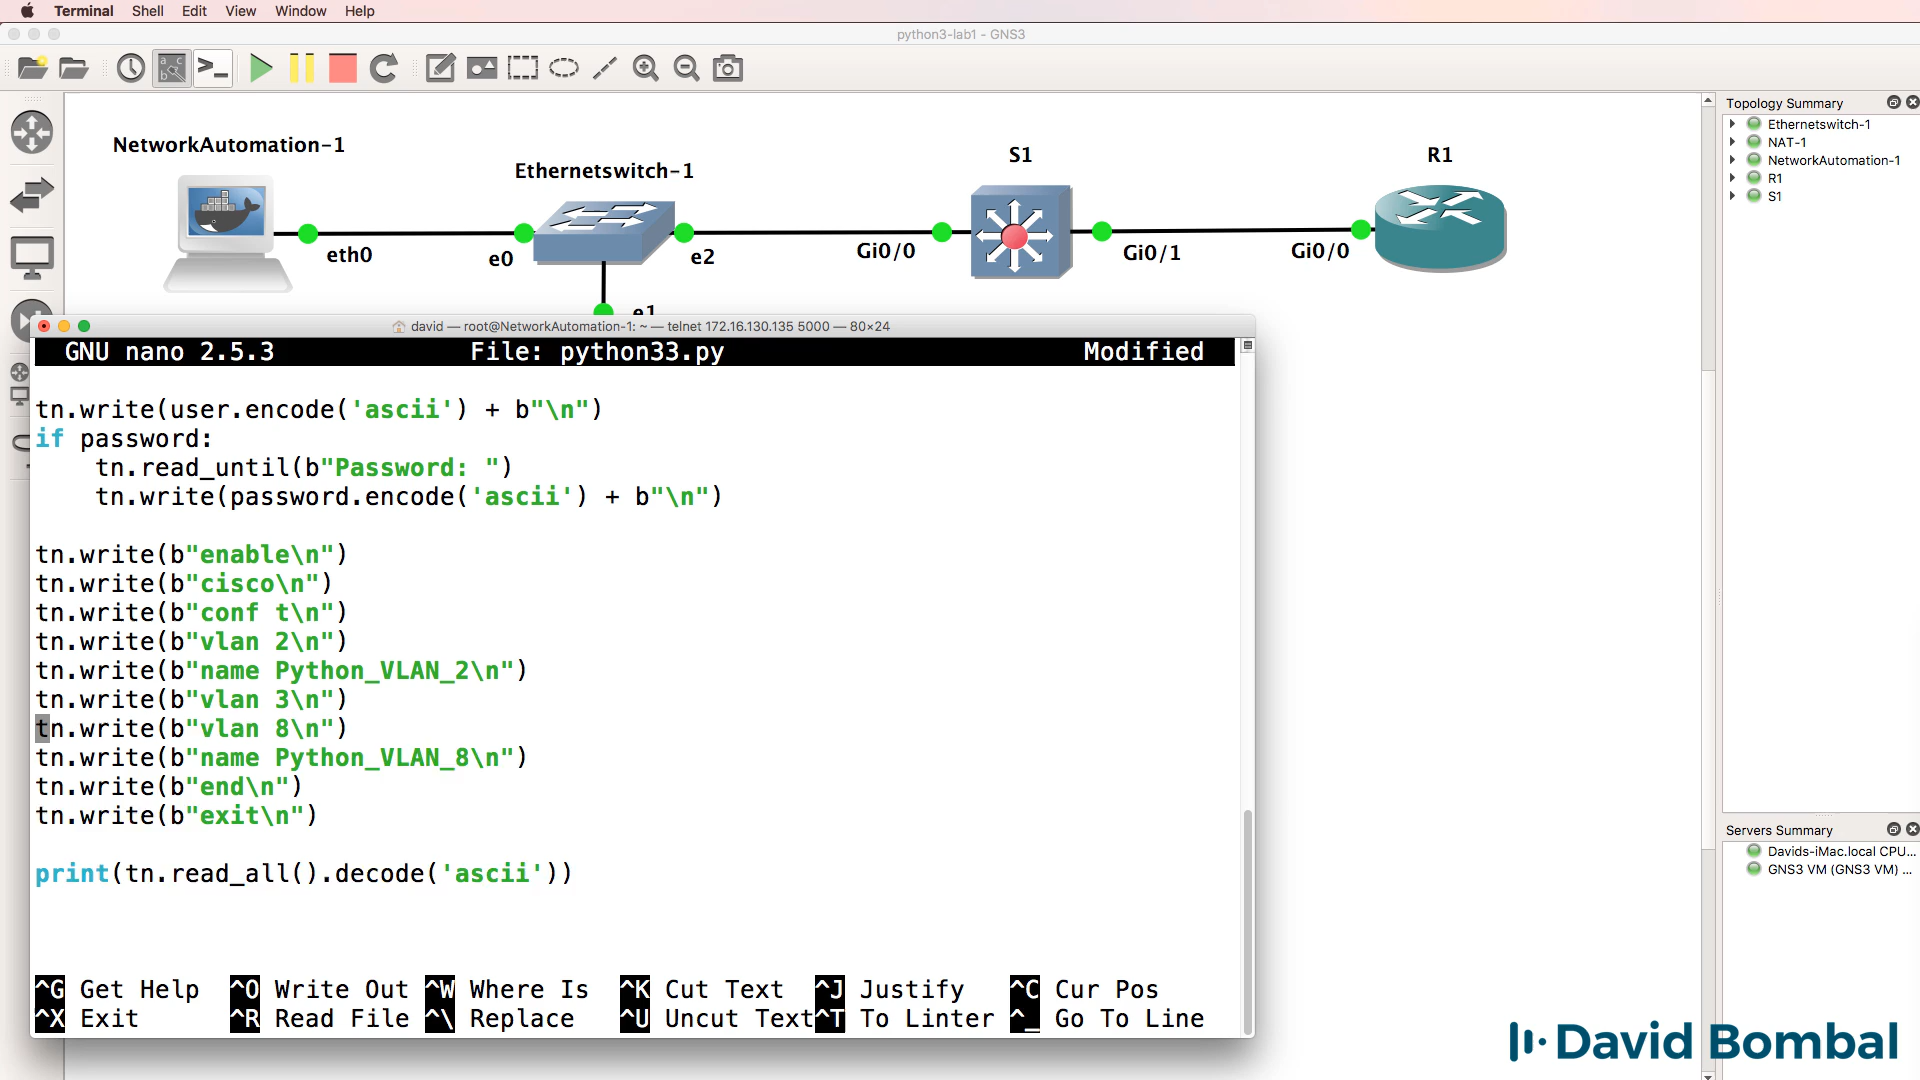 Terminal Shell Edit View Window Help
python3-lab1 - GNS3
NetworkAutomation-1
Ethernetswitch-1
S1
R1
eth0
e0
e2
Gi0/0
Gi0/1
Gi0/0
e1
Topology Summary
Ethernetswitch-1
NAT-1
NetworkAutomation-1
R1
S1
david — root@NetworkAutomation-1: ~ — telnet 172.16.130.135 5000 — 80×24
GNU nano 2.5.3 File: python33.py Modified
tn.write(user.encode('ascii') + b"\n")
if password:
    tn.read_until(b"Password: ")
    tn.write(password.encode('ascii') + b"\n")
tn.write(b"enable\n")
tn.write(b"cisco\n")
tn.write(b"conf t\n")
tn.write(b"vlan 2\n")
tn.write(b"name Python_VLAN_2\n")
tn.write(b"vlan 3\n")
tn.write(b"vlan 8\n")
tn.write(b"name Python_VLAN_8\n")
tn.write(b"end\n")
tn.write(b"exit\n")
print(tn.read_all().decode('ascii'))
^G Get Help ^O Write Out ^W Where Is ^K Cut Text ^J Justify ^C Cur Pos
^X Exit ^R Read File ^\ Replace ^U Uncut Text ^T To Linter ^_ Go To Line
Servers Summary
Davids-iMac.local CPU...
GNS3 VM (GNS3 VM) ...
David Bombal